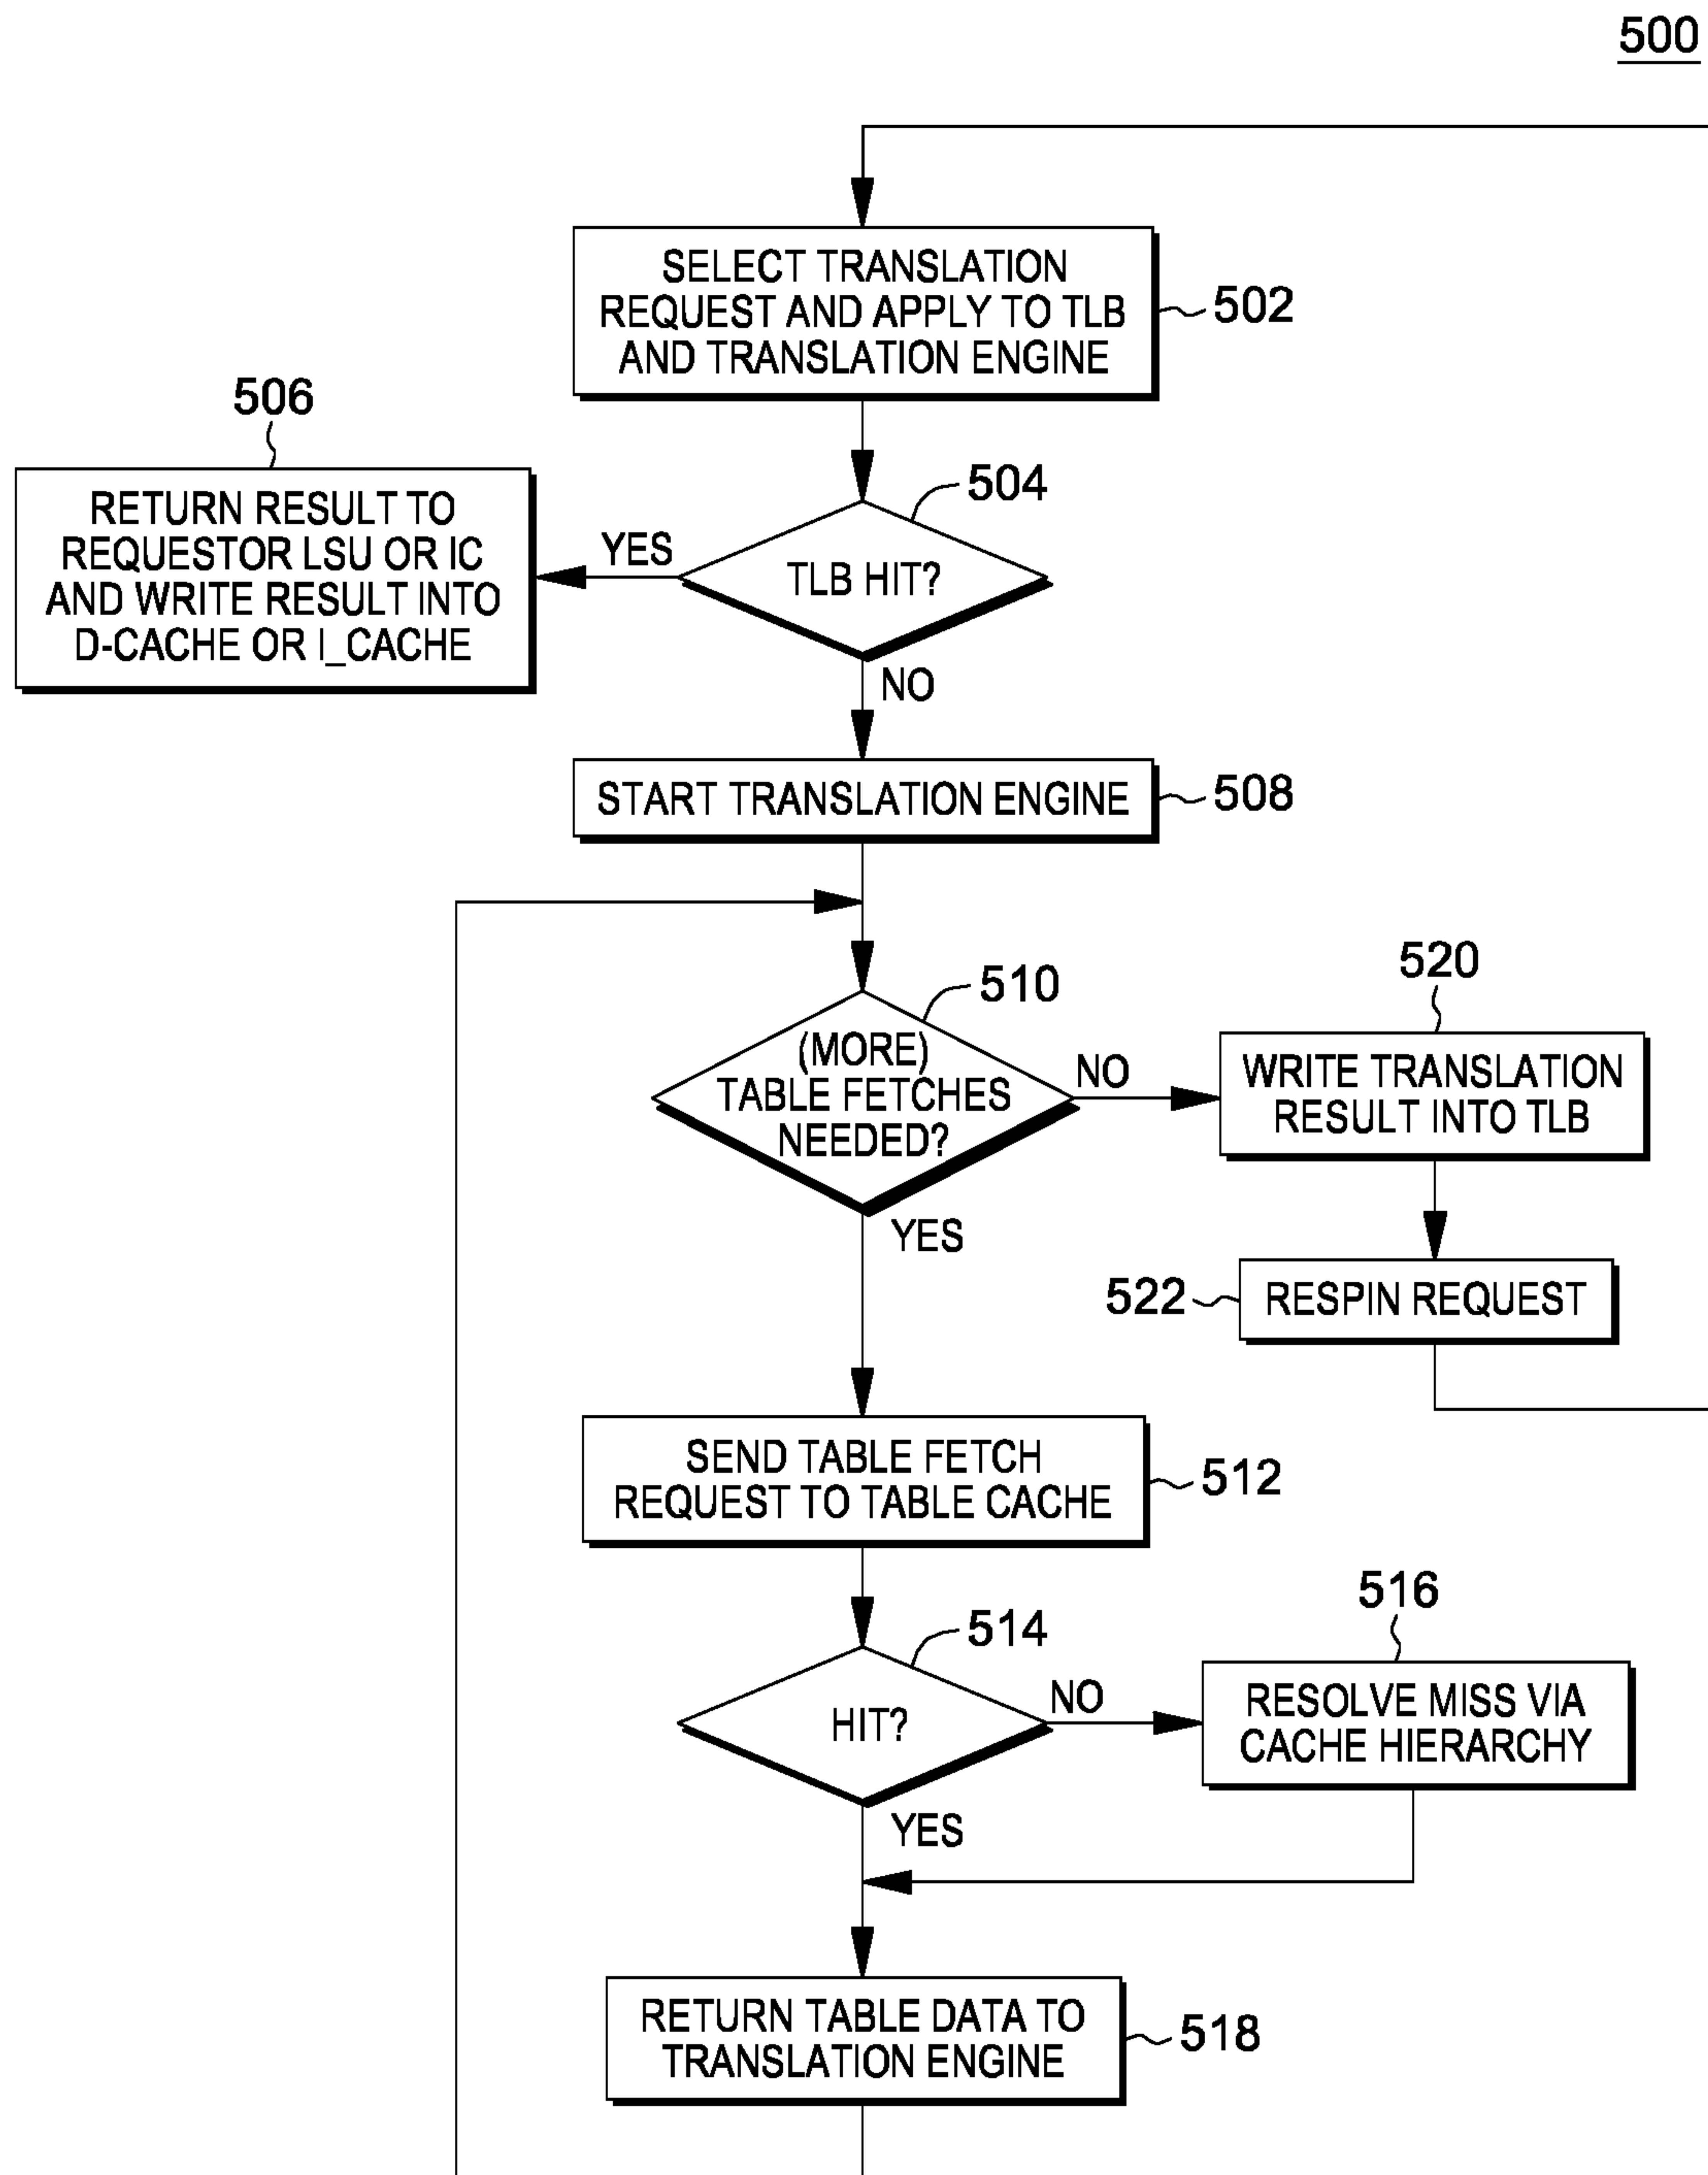 500
SELECT TRANSLATION
REQUEST AND APPLY TO TLB
AND TRANSLATION ENGINE
502
506
RETURN RESULT TO
REQUESTOR LSU OR IC
AND WRITE RESULT INTO
D-CACHE OR I_CACHE
YES
504
TLB HIT?
NO
START TRANSLATION ENGINE
508
510
(MORE)
TABLE FETCHES
NEEDED?
NO
YES
520
WRITE TRANSLATION
RESULT INTO TLB
522
RESPIN REQUEST
SEND TABLE FETCH
REQUEST TO TABLE CACHE
512
514
HIT?
NO
YES
516
RESOLVE MISS VIA
CACHE HIERARCHY
RETURN TABLE DATA TO
TRANSLATION ENGINE
518